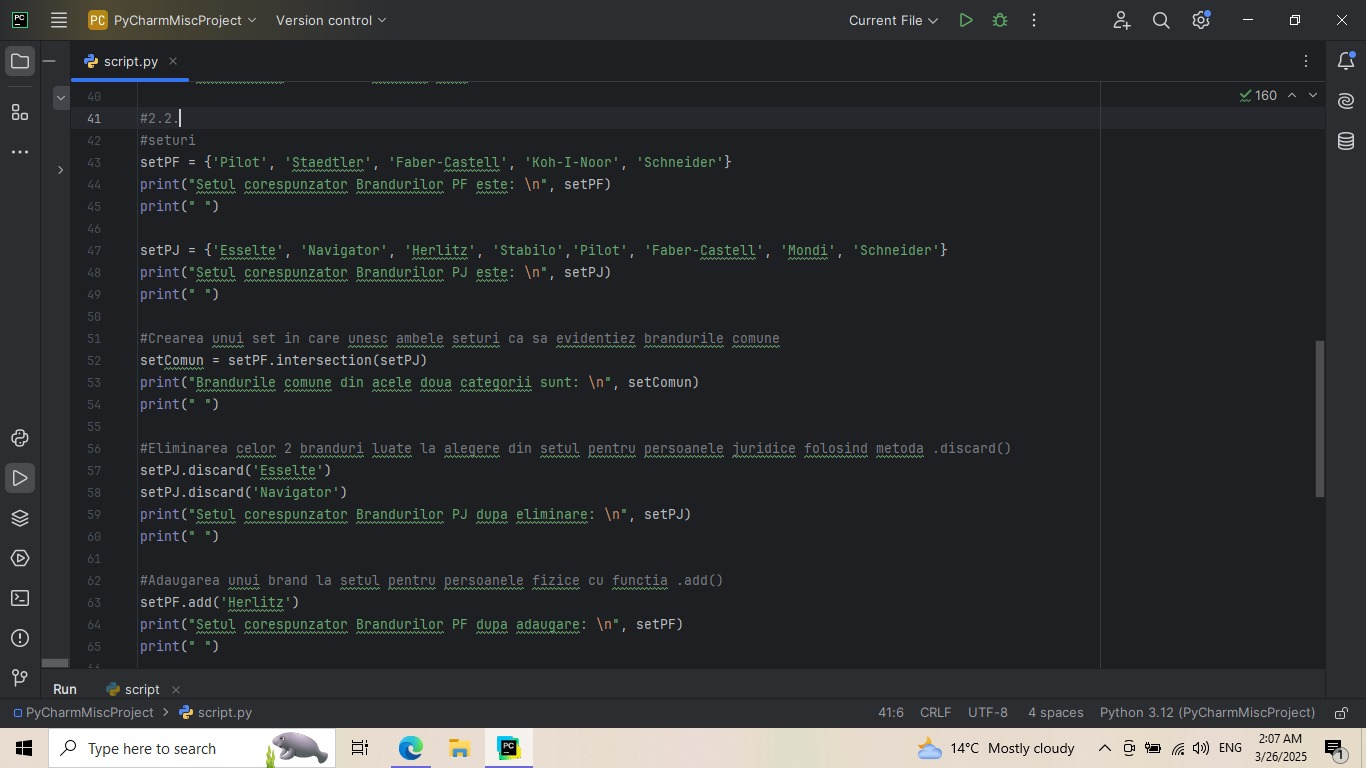 PC PyCharmMiscProject Version control Current File
script.py
160
40
41 #2.2.
42 #seturi
43 setPF = {'Pilot', 'Staedtler', 'Faber-Castell', 'Koh-I-Noor', 'Schneider'}
44 print("Setul corespunzator Brandurilor PF este: \n", setPF)
45 print(" ")
46
47 setPJ = {'Esselte', 'Navigator', 'Herlitz', 'Stabilo','Pilot', 'Faber-Castell', 'Mondi', 'Schneider'}
48 print("Setul corespunzator Brandurilor PJ este: \n", setPJ)
49 print(" ")
50
51 #Crearea unui set in care unesc ambele seturi ca sa evidentiez brandurile comune
52 setComun = setPF.intersection(setPJ)
53 print("Brandurile comune din acele doua categorii sunt: \n", setComun)
54 print(" ")
55
56 #Eliminarea celor 2 branduri luate la alegere din setul pentru persoanele juridice folosind metoda .discard()
57 setPJ.discard('Esselte')
58 setPJ.discard('Navigator')
59 print("Setul corespunzator Brandurilor PJ dupa eliminare: \n", setPJ)
60 print(" ")
61
62 #Adaugarea unui brand la setul pentru persoanele fizice cu functia .add()
63 setPF.add('Herlitz')
64 print("Setul corespunzator Brandurilor PF dupa adaugare: \n", setPF)
65 print(" ")
Run script
PyCharmMiscProject > script.py 41:6 CRLF UTF-8 4 spaces Python 3.12 (PyCharmMiscProject)
Type here to search 14°C Mostly cloudy ENG 2:07 AM
3/26/2025 1